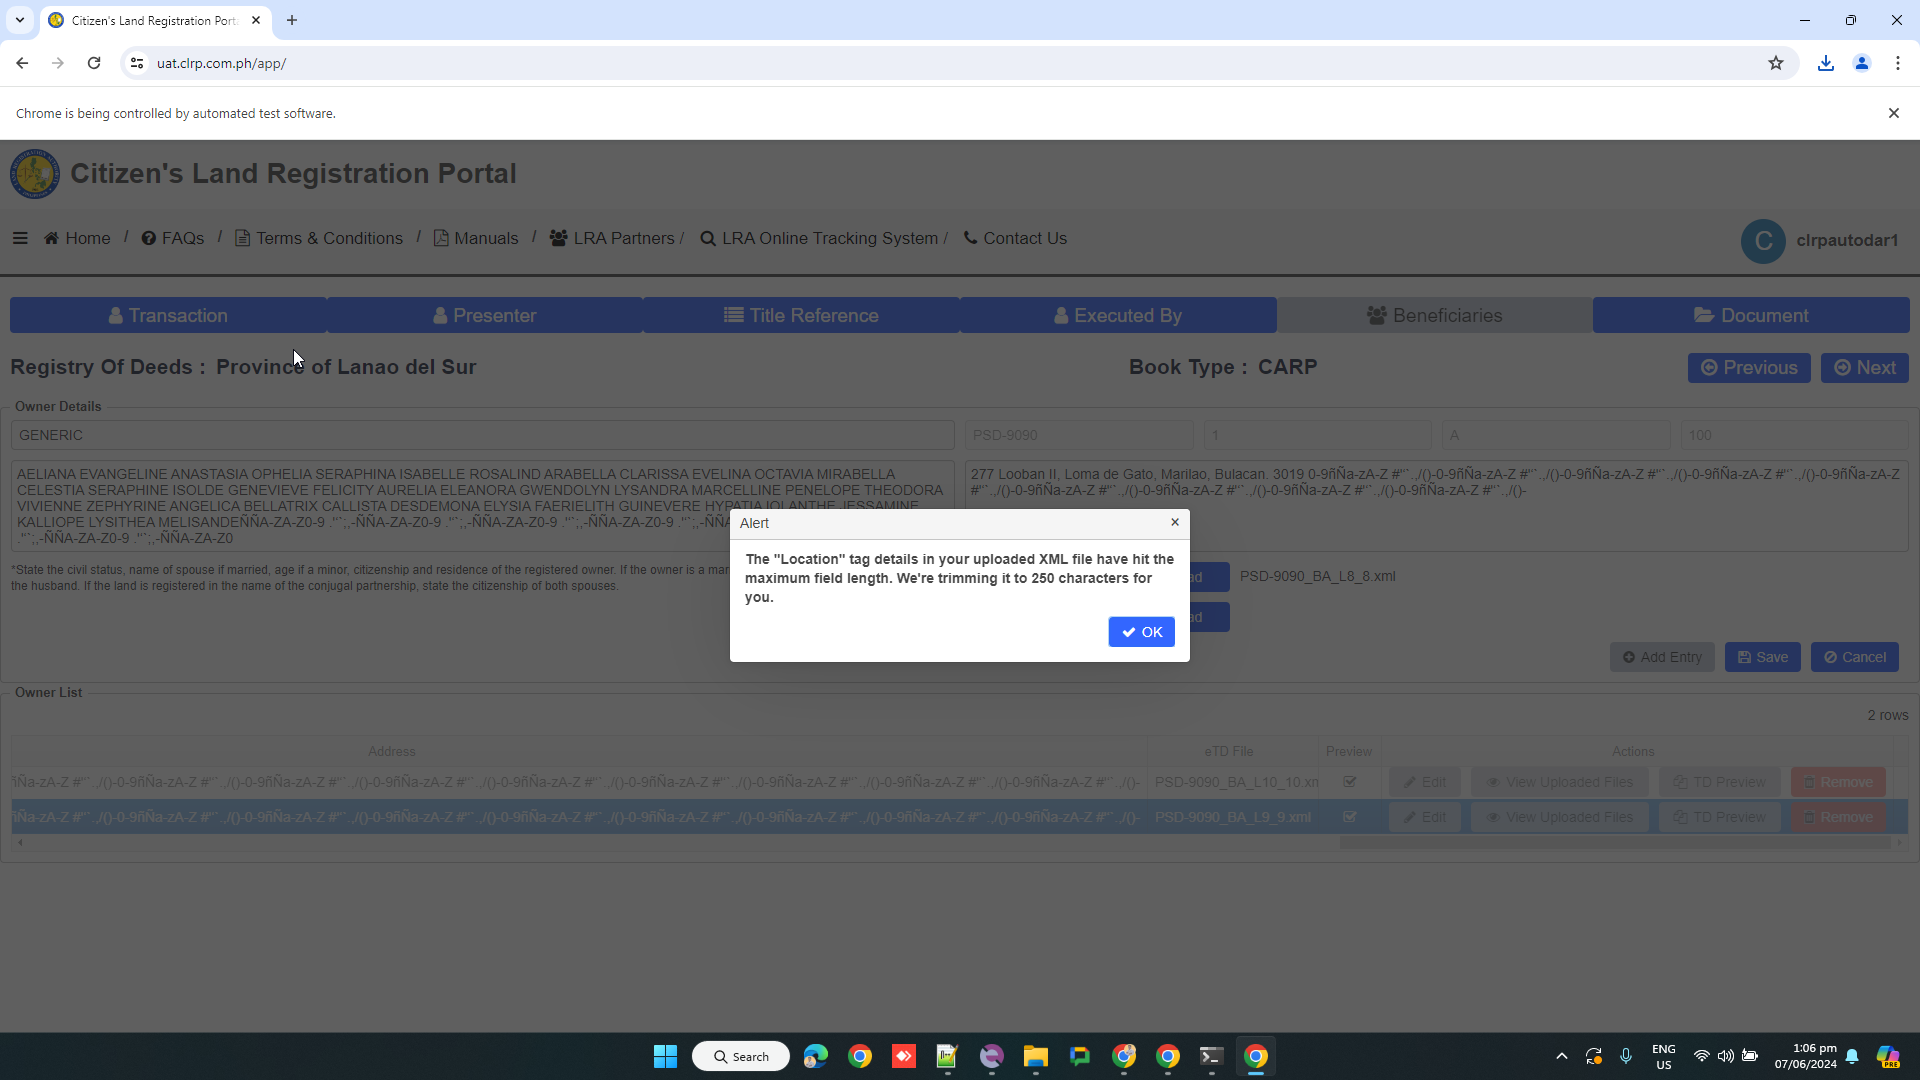 Citizen's Land Registration Port
uat.clrp.com.ph/app/
Chrome is being controlled by automated test software.
Citizen's Land Registration Portal
Home / FAQs / Terms & Conditions / Manuals / LRA Partners / LRA Online Tracking System / Contact Us
C clrpautodar1
Transaction Presenter Title Reference Executed By Beneficiaries Document
Registry Of Deeds : Province of Lanao del Sur Book Type : CARP Previous Next
Owner Details
GENERIC PSD-9090 1 A 100
AELIANA EVANGELINE ANASTASIA OPHELIA SERAPHINA ISABELLE ROSALIND ARABELLA CLARISSA EVELINA OCTAVIA MIRABELLA
CELESTIA SERAPHINE ISOLDE GENEVIEVE FELICITY AURELIA ELEANORA GWENDOLYN LYSANDRA MARCELLINE PENELOPE THEODORA
VIVIENNE ZEPHYRINE ANGELICA BELLATRIX CALLISTA DESDEMONA ELYSIA FAERIELITH GUINEVERE HYPATIA IOLANTHE JESSAMINE
KALLIOPE LYSITHEA MELISANDEÑÑA-ZA-Z0-9 ."`;,-ÑÑA-ZA-Z0-9 ."`;,-ÑÑA-ZA-Z0-9 ."`;,-ÑÑA-ZA-Z0-9 ."`;,-ÑÑA
."`;,-ÑÑA-ZA-Z0-9 ."`;,-ÑÑA-ZA-Z0
277 Looban II, Loma de Gato, Marilao, Bulacan. 3019 0-9ñÑa-zA-Z #"`.,/()-0-9ñÑa-zA-Z #"`.,/()-0-9ñÑa-zA-Z #"`.,/()-0-9ñÑa-zA-Z #"`.,/()-0-9ñÑa-zA-Z
#"`.,/()-0-9ñÑa-zA-Z #"`.,/()-0-9ñÑa-zA-Z #"`.,/()-0-9ñÑa-zA-Z #"`.,/()-0-9ñÑa-zA-Z #"`.,/()-
*State the civil status, name of spouse if married, age if a minor, citizenship and residence of the registered owner. If the owner is a mar
the husband. If the land is registered in the name of the conjugal partnership, state the citizenship of both spouses.
Alert
The "Location" tag details in your uploaded XML file have hit the
maximum field length. We're trimming it to 250 characters for
you.
OK
ad PSD-9090_BA_L8_8.xml
ad
Add Entry Save Cancel
Owner List
2 rows
Address eTD File Preview Actions
ñÑa-zA-Z #"`.,/()-0-9ñÑa-zA-Z #"`.,/()-0-9ñÑa-zA-Z #"`.,/()-0-9ñÑa-zA-Z #"`.,/()-0-9ñÑa-zA-Z #"`.,/()-0-9ñÑa-zA-Z #"`.,/()-0-9ñÑa-zA-Z #"`.,/()-0-9ñÑa-zA-Z #"`.,/()-0-9ñÑa-zA-Z #"`.,/()- PSD-9090_BA_L10_10.xn Edit View Uploaded Files TD Preview Remove
ñÑa-zA-Z #"`.,/()-0-9ñÑa-zA-Z #"`.,/()-0-9ñÑa-zA-Z #"`.,/()-0-9ñÑa-zA-Z #"`.,/()-0-9ñÑa-zA-Z #"`.,/()-0-9ñÑa-zA-Z #"`.,/()-0-9ñÑa-zA-Z #"`.,/()-0-9ñÑa-zA-Z #"`.,/()-0-9ñÑa-zA-Z #"`.,/()- PSD-9090_BA_L9_9.xml Edit View Uploaded Files TD Preview Remove
Search
ENG
US
1:06 pm
07/06/2024
PRE